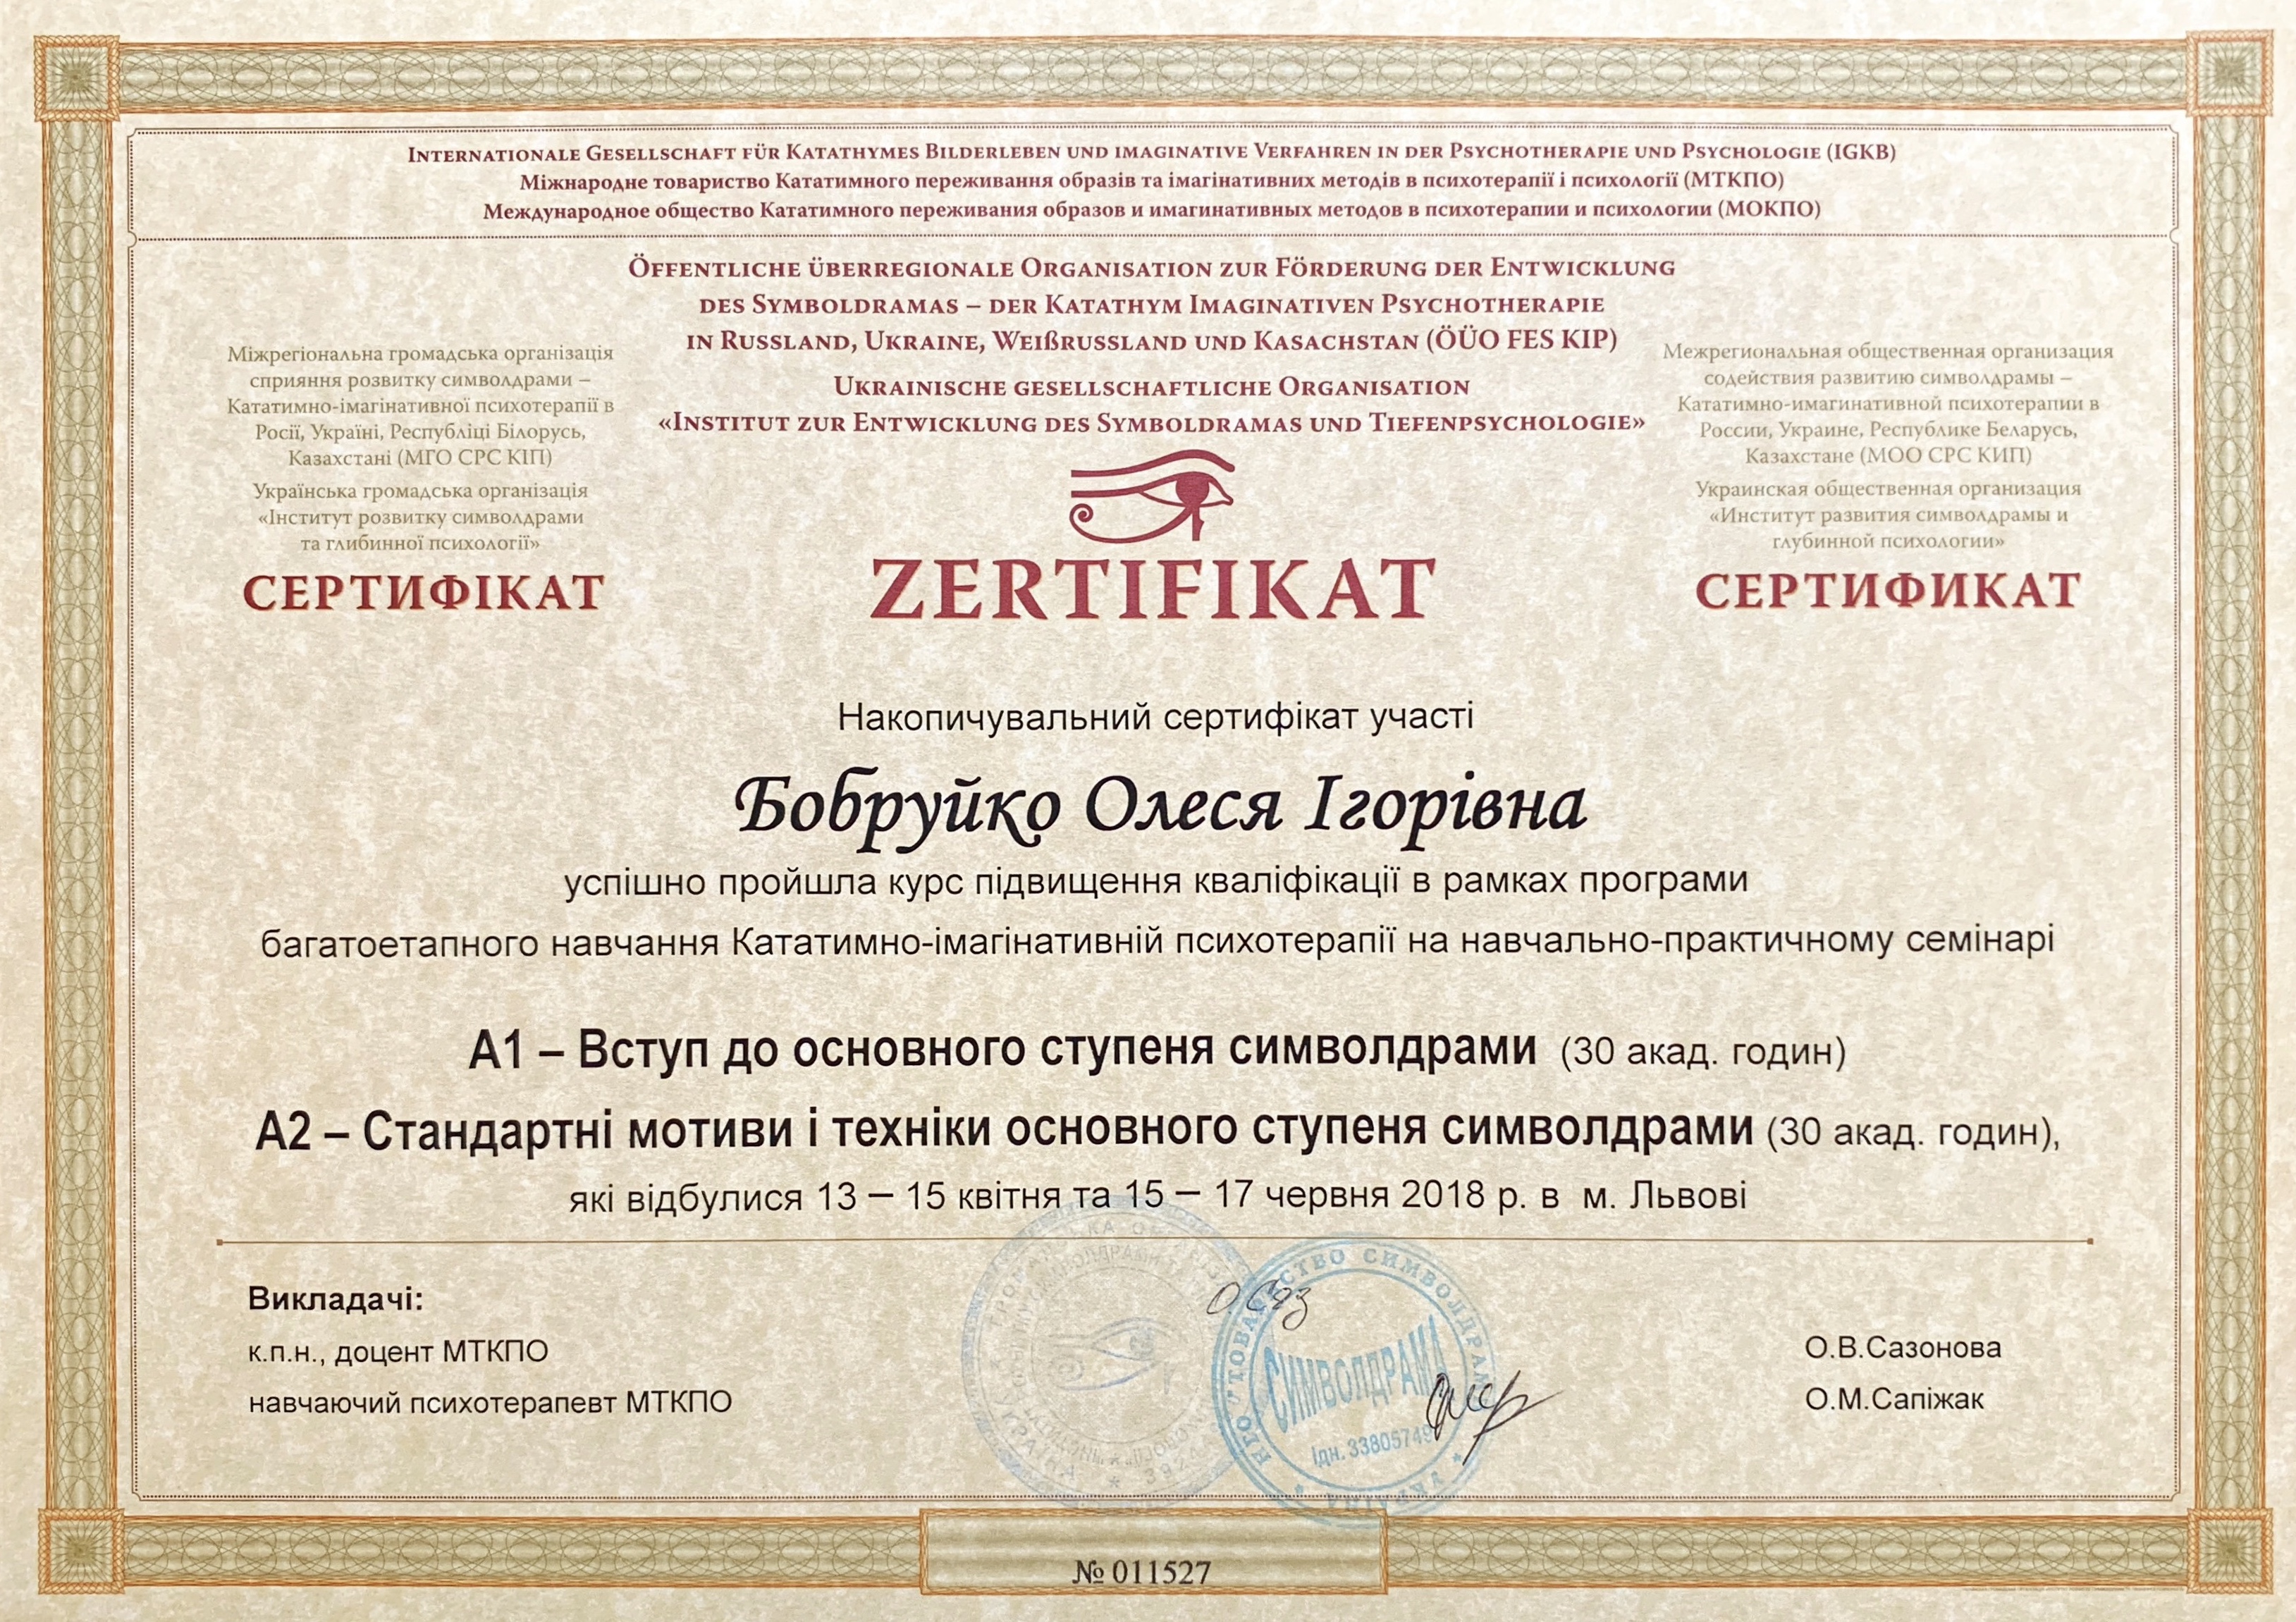 Internationale Gesellschaft für Katathymes Bilderleben und imaginative Verfahren in der Psychotherapie und Psychologie (IGKB)
Міжнародне товариство Кататимного переживання образів та імагінативних методів в психотерапії і психології (МТКПО)
Международное общество Кататимного переживания образов и имагинативных методов в психотерапии и психологии (МОКПО)
Öffentliche überregionale Organisation zur Förderung der Entwicklung
des Symboldramas – der Katathym Imaginativen Psychotherapie
in Russland, Ukraine, Weißrussland und Kasachstan (ÖÜO FES KIP)
Ukrainische gesellschaftliche Organisation
«Institut zur Entwicklung des Symboldramas und Tiefenpsychologie»
Міжрегіональна громадська організація
сприяння розвитку символдрами –
Кататимно-імагінативної психотерапії в
Росії, Україні, Республіці Білорусь,
Казахстані (МГО СРС КІП)
Українська громадська організація
«Інститут розвитку символдрами
та глибинної психології»
СЕРТИФІКАТ
ZERTIFIKAT
Межрегиональная общественная организация
содействия развитию символдрамы –
Кататимно-имагинативной психотерапии в
России, Украине, Республике Беларусь,
Казахстане (МОО СРС КИП)
Украинская общественная организация
«Институт развития символдрамы и
глубинной психологии»
СЕРТИФИКАТ
Накопичувальний сертифікат участі
Бобруйко Олеся Ігорівна
успішно пройшла курс підвищення кваліфікації в рамках програми
багатоетапного навчання Кататимно-імагінативній психотерапії на навчально-практичному семінарі
А1 – Вступ до основного ступеня символдрами (30 акад. годин)
А2 – Стандартні мотиви і техніки основного ступеня символдрами (30 акад. годин),
які відбулися 13 – 15 квітня та 15 – 17 червня 2018 р. в м. Львові
Викладачі:
к.п.н., доцент МТКПО
О.В.Сазонова
навчаючий психотерапевт МТКПО
О.М.Сапіжак
ТОВАРИСТВО СИМВОЛДРАМИ
СИМВОЛДРАМА
Ідн. 33805749
УКРАЇНА
№ 011527